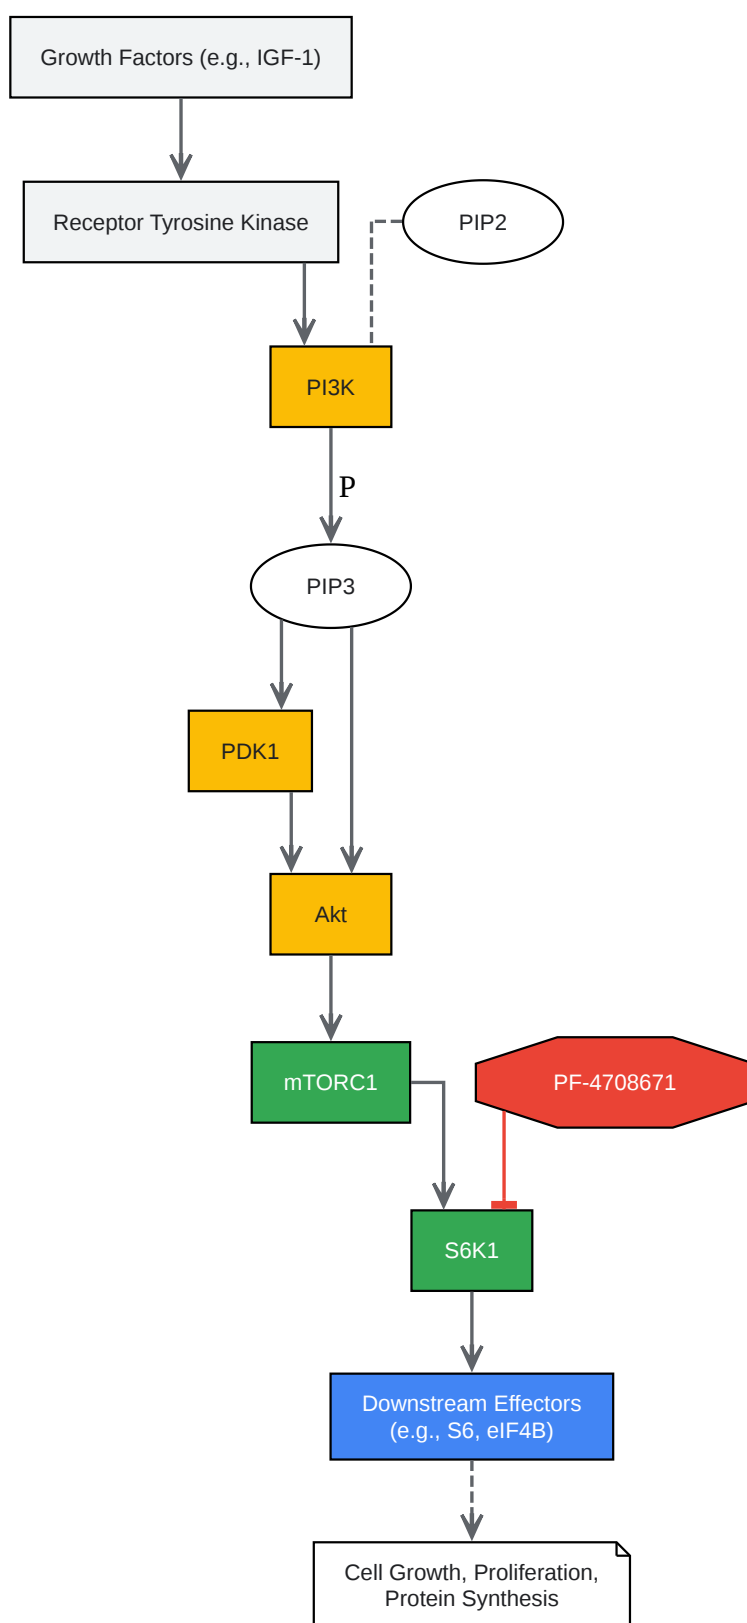 Growth Factors (e.g., IGF-1)
Receptor Tyrosine Kinase
PIP2
PI3K
P
PIP3
PDK1
Akt
mTORC1
PF-4708671
S6K1
Downstream Effectors
(e.g., S6, eIF4B)
Cell Growth, Proliferation,
Protein Synthesis